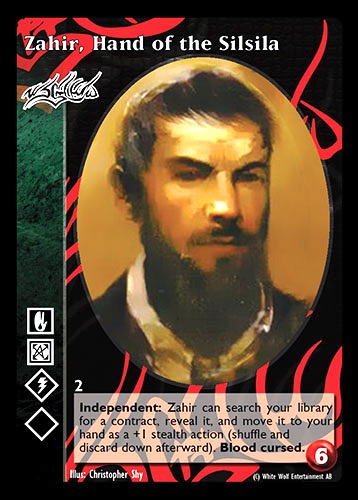 Zahir, Hand of the Silsila
2
Independent: Zahir can search your library
for a contract, reveal it, and move it to your
hand as a +1 stealth action (shuffle and
discard down afterward). Blood cursed.
6
Illus: Christopher Shy
(C) White Wolf Entertainment AB